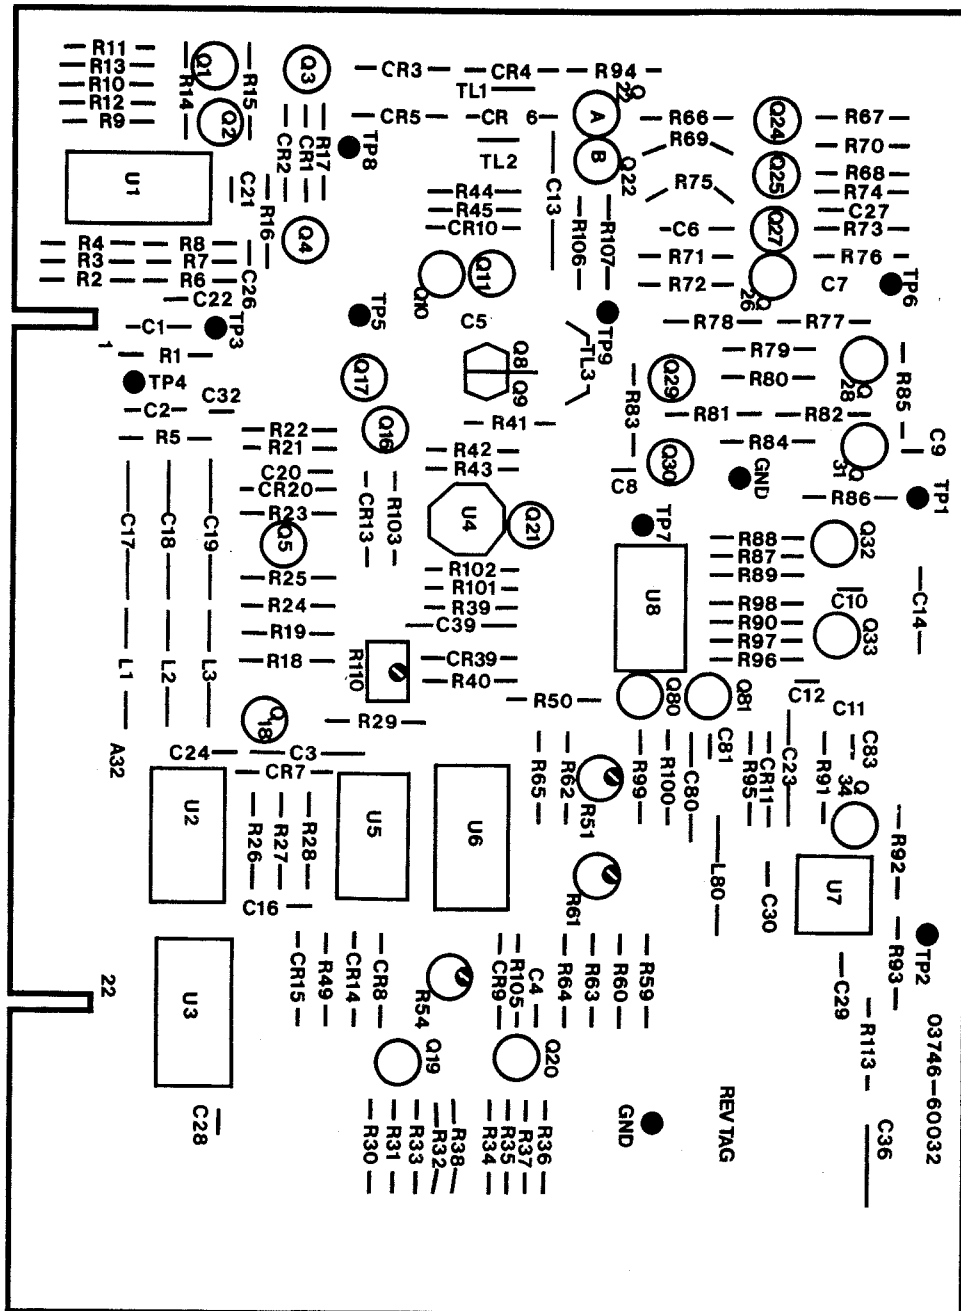 R11
R13
R10
R12
R9
R14
Q1
R15
Q2
Q3
CR3
CR4
R94
TL1
CR5
CR 6
Q
23
A
B
Q22
R66
R69
Q24
R67
R70
TP8
R17
CR1
CR2
TL2
U1
C21
R16
Q4
R44
R45
CR10
C13
R106
R107
R75
Q25
R68
R74
C27
R73
C6
Q27
R71
R76
R72
C7
TP6
R4
R3
R2
R8
R7
R6
C22
C26
Q10
Q11
Q
26
C1
TP3
TP5
C5
TP9
R78
R77
1
R1
TP4
C2
C32
R5
Q17
Q8
Q9
TL3
R79
R80
Q
28
R85
R83
Q29
R81
R82
R22
R21
Q16
R41
R84
C9
C20
CR20
R23
R42
R43
C8
Q30
GND
Q
31
TP1
R86
C17
C18
C19
Q5
CR13
R103
U4
Q21
TP7
R88
R87
R89
Q32
R25
R24
R19
R18
R102
R101
R39
C39
U8
R98
R90
R97
R96
C10
Q33
C14
L1
L2
L3
R110
CR39
R40
R50
Q80
Q81
C12
C11
Q
18
R29
A32
C24
C3
CR7
R65
R62
R99
R100
C80
C81
R95
CR11
C23
R91
C83
Q
34
U2
R26
R27
R28
U5
U6
R51
L80
R92
C16
R61
C30
U7
22
U3
CR15
R49
CR14
CR8
R54
CR9
R105
C4
R64
R63
R60
R59
C29
R93
TP2
Q19
Q20
R113
03746-60032
C28
R30
R31
R33
R32
R38
R34
R35
R37
R36
GND
REV TAG
C36